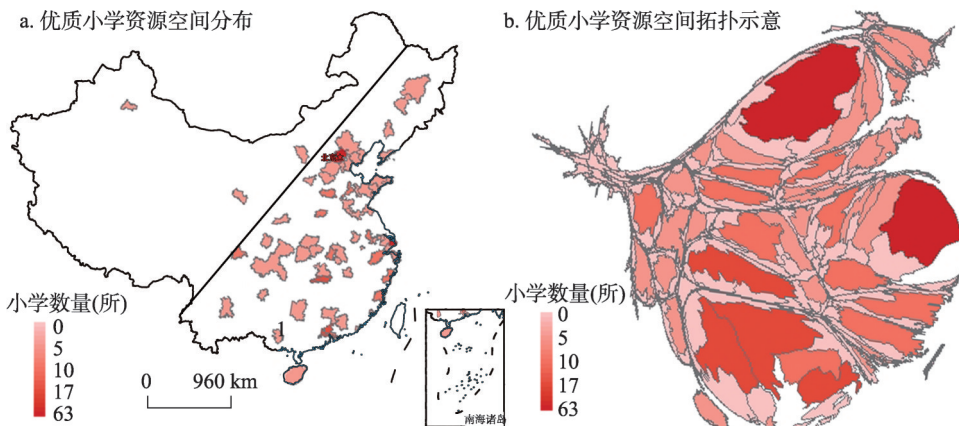 a. 优质小学资源空间分布
小学数量(所)
0
5
10
17
63
0 960 km
南海诸岛
b. 优质小学资源空间拓扑示意
小学数量(所)
0
5
10
17
63